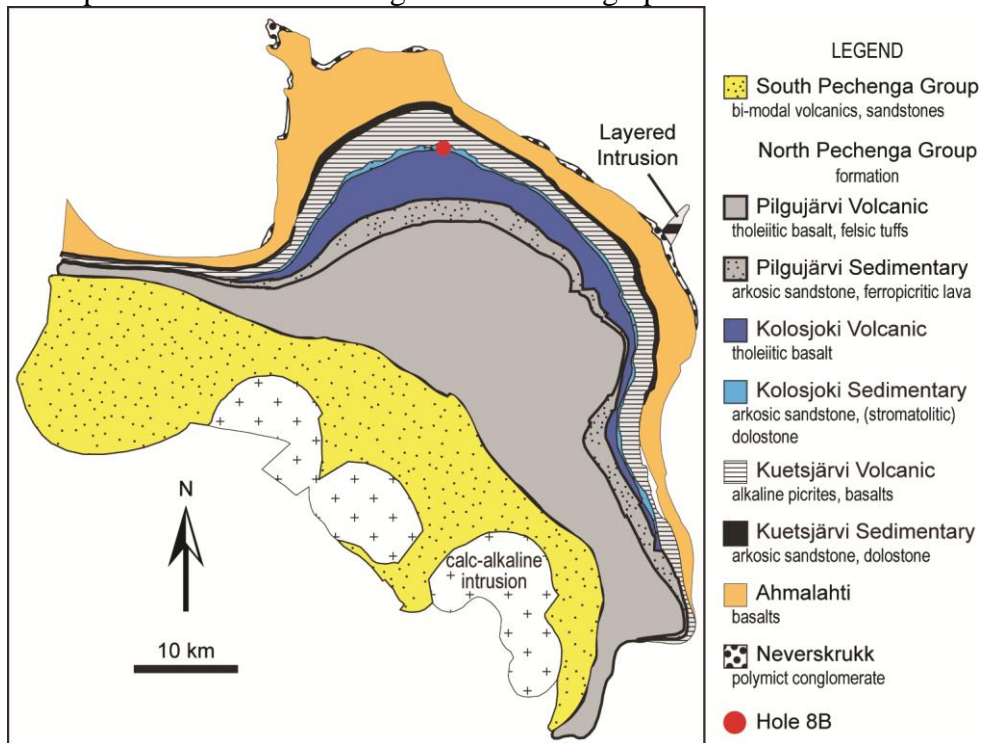 LEGEND
South Pechenga Group
bi-modal volcanics, sandstones
North Pechenga Group
formation
Pilgujärvi Volcanic
tholeiitic basalt, felsic tuffs
Pilgujärvi Sedimentary
arkosic sandstone, ferropicritic lava
Kolosjoki Volcanic
tholeiitic basalt
Kolosjoki Sedimentary
arkosic sandstone, (stromatolitic)
dolostone
Kuetsjärvi Volcanic
alkaline picrites, basalts
Kuetsjärvi Sedimentary
arkosic sandstone, dolostone
Ahmalahti
basalts
Neverskrukk
polymict conglomerate
Hole 8B
Layered
Intrusion
N
calc-alkaline
intrusion
10 km